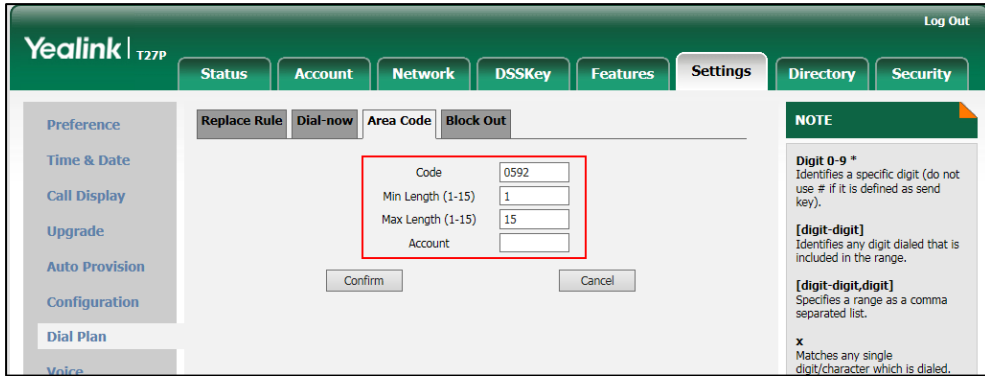 Log Out
Yealink | T27P
Status Account Network DSSKey Features Settings Directory Security
Preference
Time & Date
Call Display
Upgrade
Auto Provision
Configuration
Dial Plan
Voice
Replace Rule Dial-now Area Code Block Out
Code 0592
Min Length (1-15) 1
Max Length (1-15) 15
Account
Confirm Cancel
NOTE
Digit 0-9 *
Identifies a specific digit (do not
use # if it is defined as send
key).
[digit-digit]
Identifies any digit dialed that is
included in the range.
[digit-digit,digit]
Specifies a range as a comma
separated list.
x
Matches any single
digit/character which is dialed.